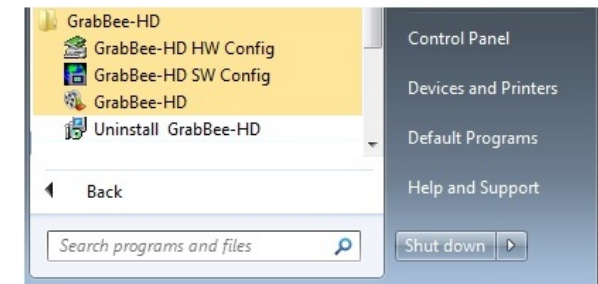 GrabBee-HD
GrabBee-HD HW Config
GrabBee-HD SW Config
GrabBee-HD
Uninstall GrabBee-HD
Back
Search programs and files
Control Panel
Devices and Printers
Default Programs
Help and Support
Shut down